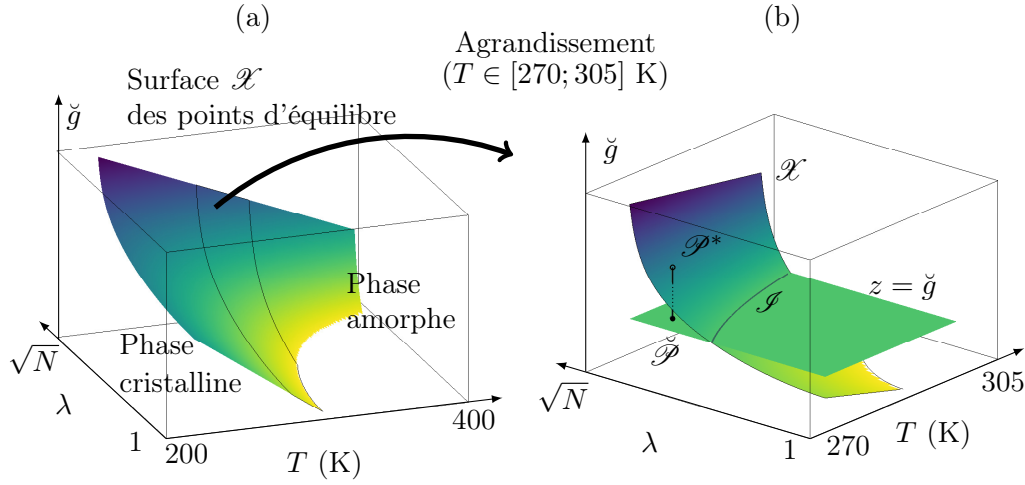 (a)
(b)
Agrandissement
(T ∈ [270; 305] K)
Surface 𝒳
des points d'équilibre
ğ
ğ
𝒳
𝒫*
z = ğ
ℐ
Phase
amorphe
Phase
cristalline
𝒫̆
√N
λ
1
200
T (K)
400
√N
λ
1
270
T (K)
305